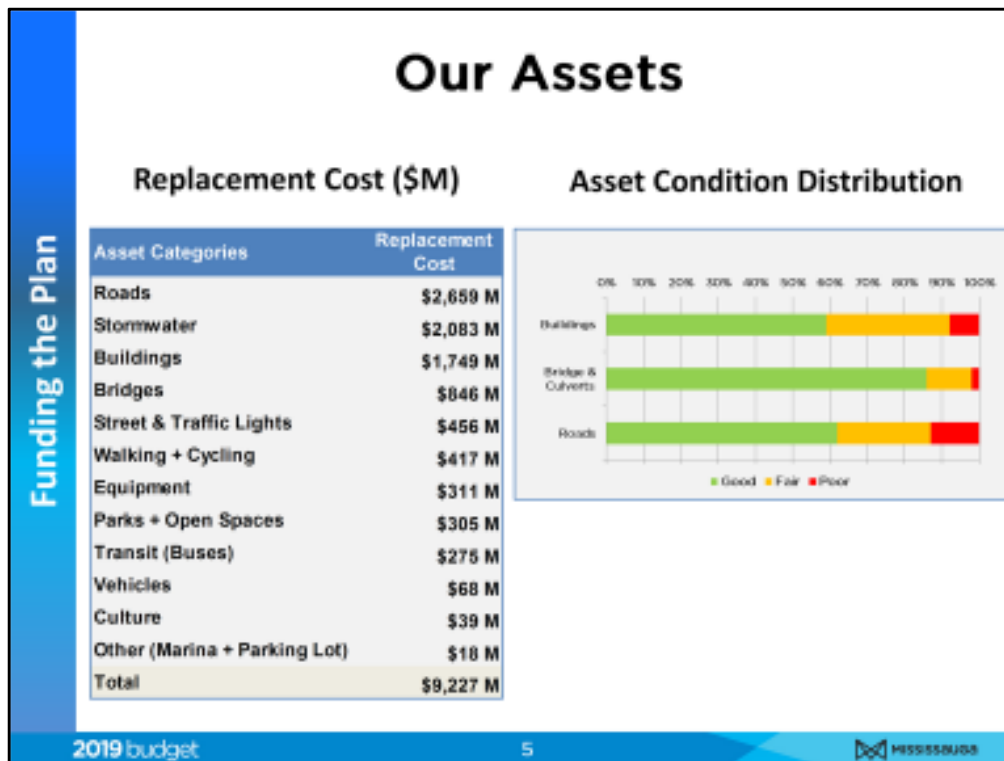 Our Assets
Funding the Plan
Replacement Cost ($M)
Asset Categories Replacement Cost
Roads $2,659 M
Stormwater $2,083 M
Buildings $1,749 M
Bridges $846 M
Street & Traffic Lights $456 M
Walking + Cycling $417 M
Equipment $311 M
Parks + Open Spaces $305 M
Transit (Buses) $275 M
Vehicles $68 M
Culture $39 M
Other (Marina + Parking Lot) $18 M
Total $9,227 M
Asset Condition Distribution
0% 10% 20% 30% 40% 50% 60% 70% 80% 90% 100%
Buildings
Bridge &
Culverts
Roads
Good Fair Poor
2019 budget 5 MISSISSAUGA